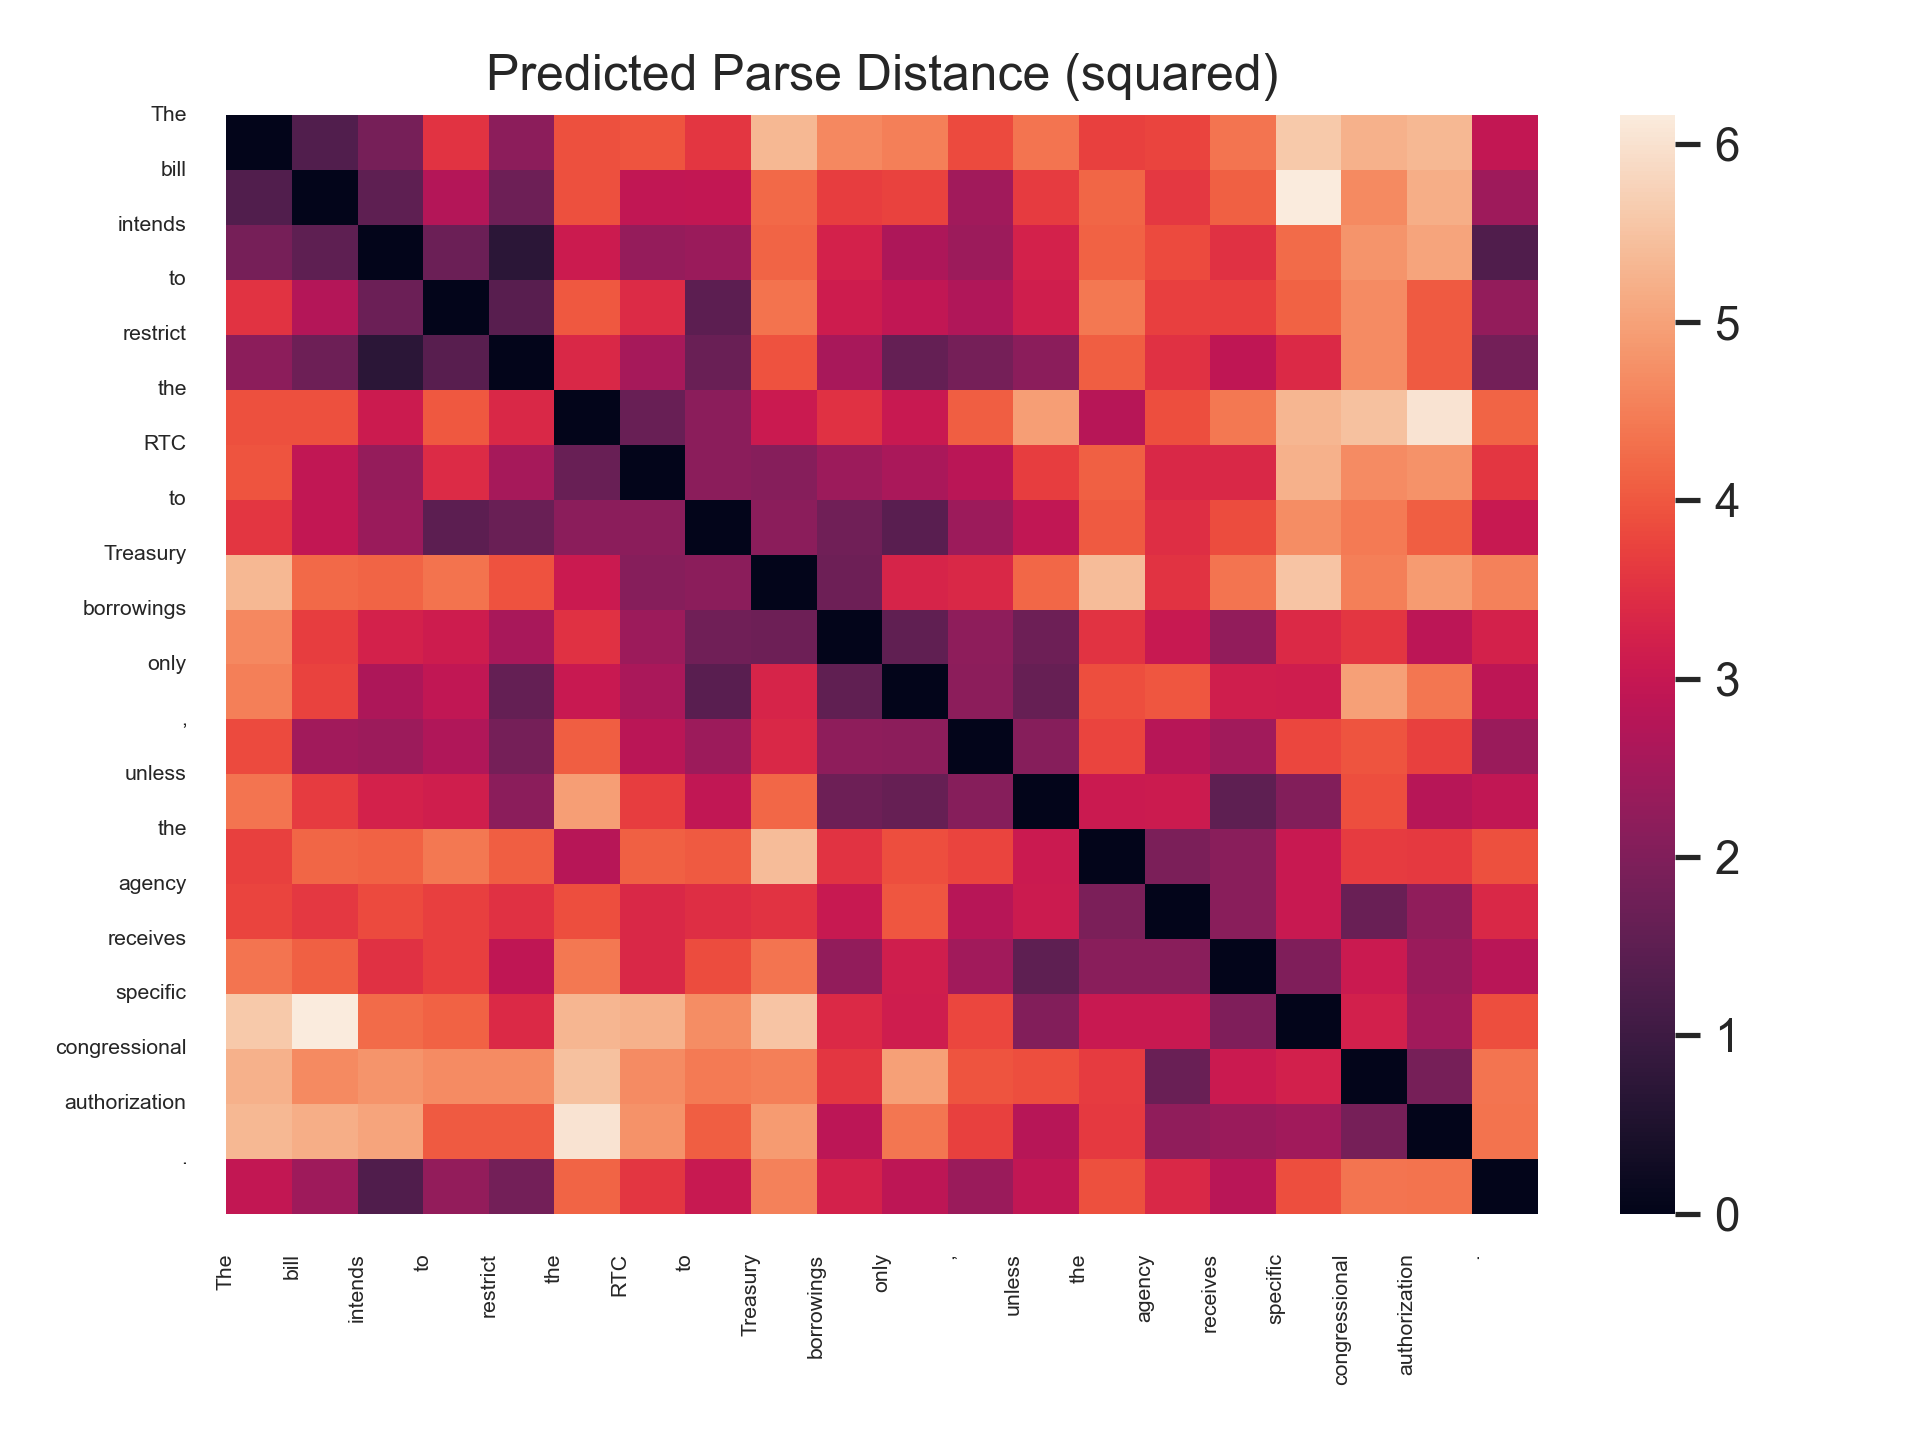 Predicted Parse Distance (squared)
The
bill
intends
to
restrict
the
RTC
to
Treasury
borrowings
only
,
unless
the
agency
receives
specific
congressional
authorization
.
The
bill
intends
to
restrict
the
RTC
to
Treasury
borrowings
only
,
unless
the
agency
receives
specific
congressional
authorization
.
6
5
4
3
2
1
0